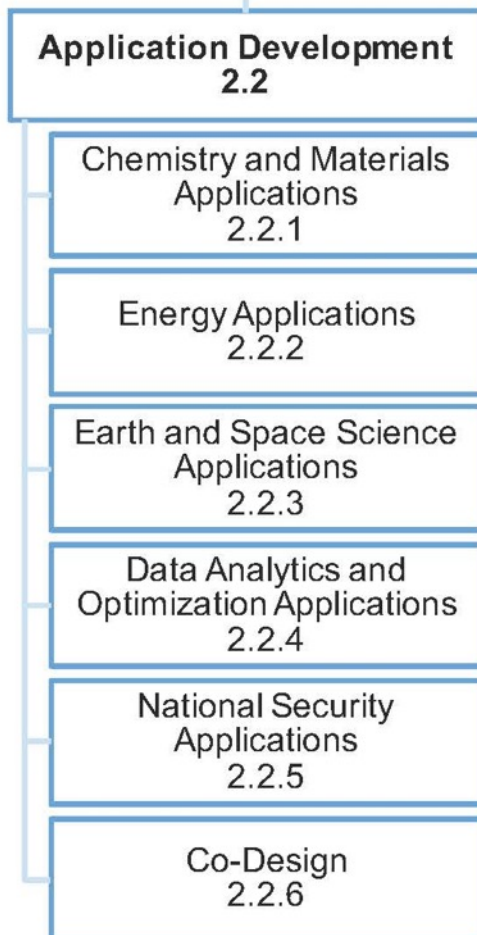 Application Development
2.2
Chemistry and Materials
Applications
2.2.1
Energy Applications
2.2.2
Earth and Space Science
Applications
2.2.3
Data Analytics and
Optimization Applications
2.2.4
National Security
Applications
2.2.5
Co-Design
2.2.6